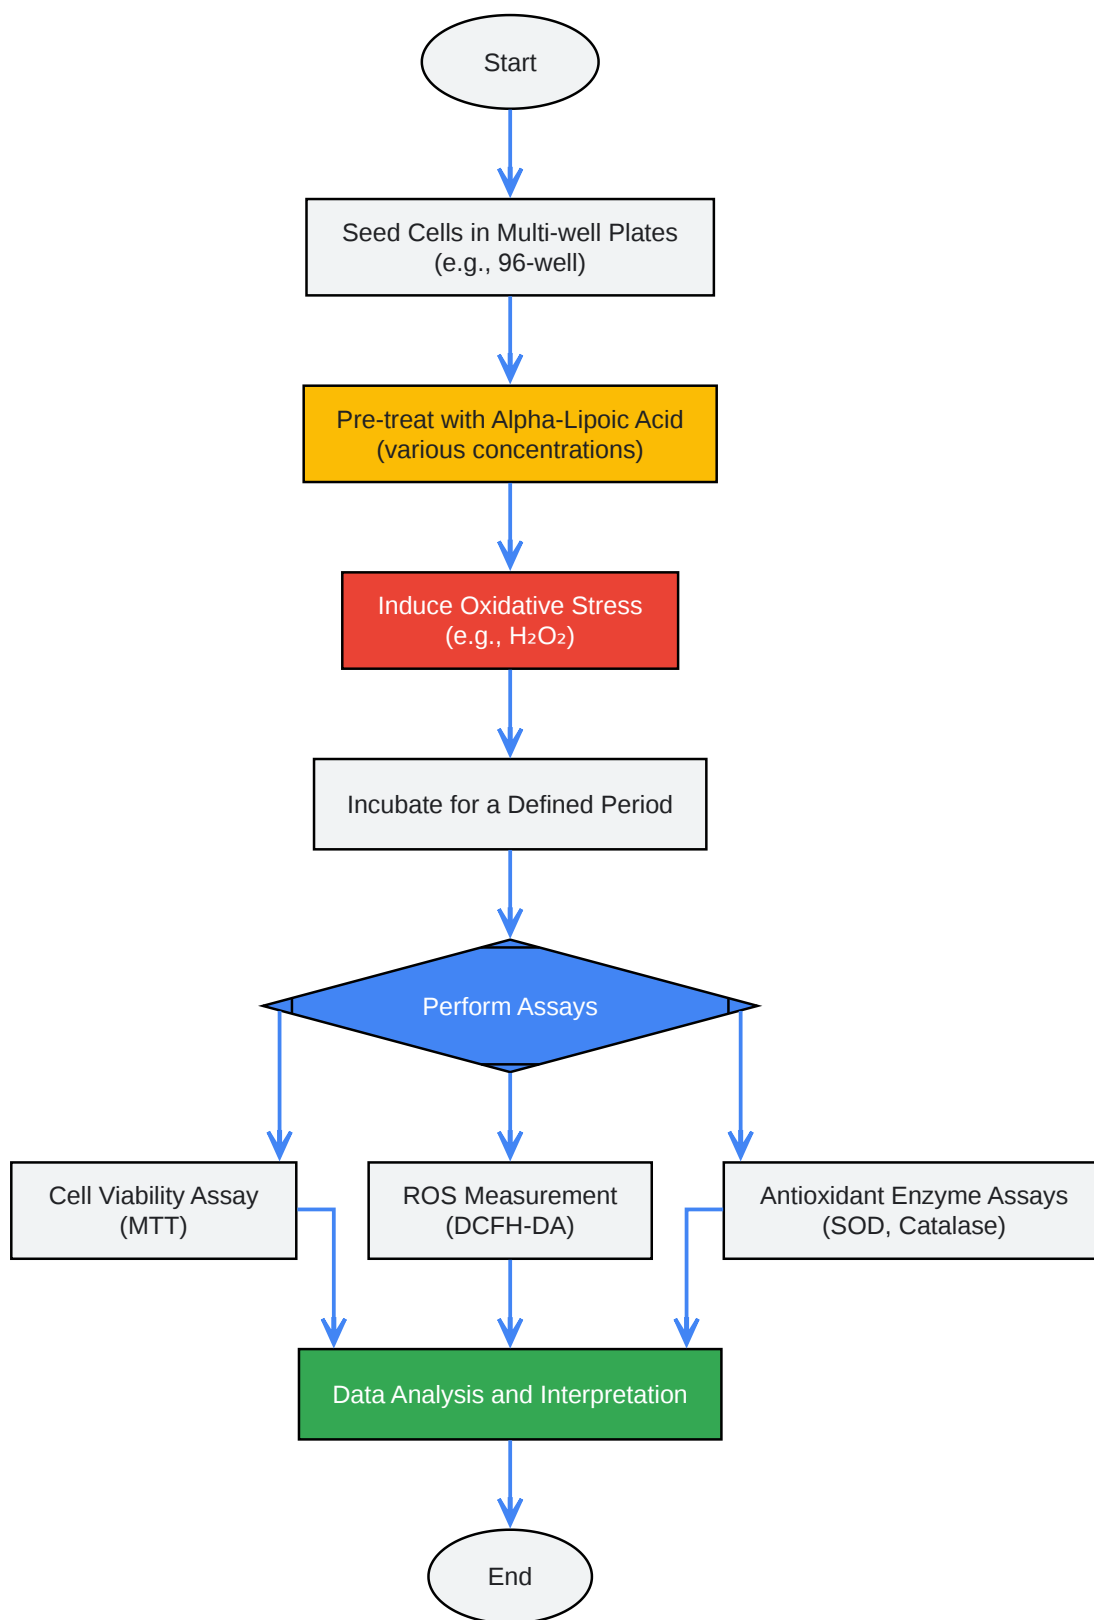 Start
Seed Cells in Multi-well Plates
(e.g., 96-well)
Pre-treat with Alpha-Lipoic Acid
(various concentrations)
Induce Oxidative Stress
(e.g., H₂O₂)
Incubate for a Defined Period
Perform Assays
Cell Viability Assay
(MTT)
ROS Measurement
(DCFH-DA)
Antioxidant Enzyme Assays
(SOD, Catalase)
Data Analysis and Interpretation
End